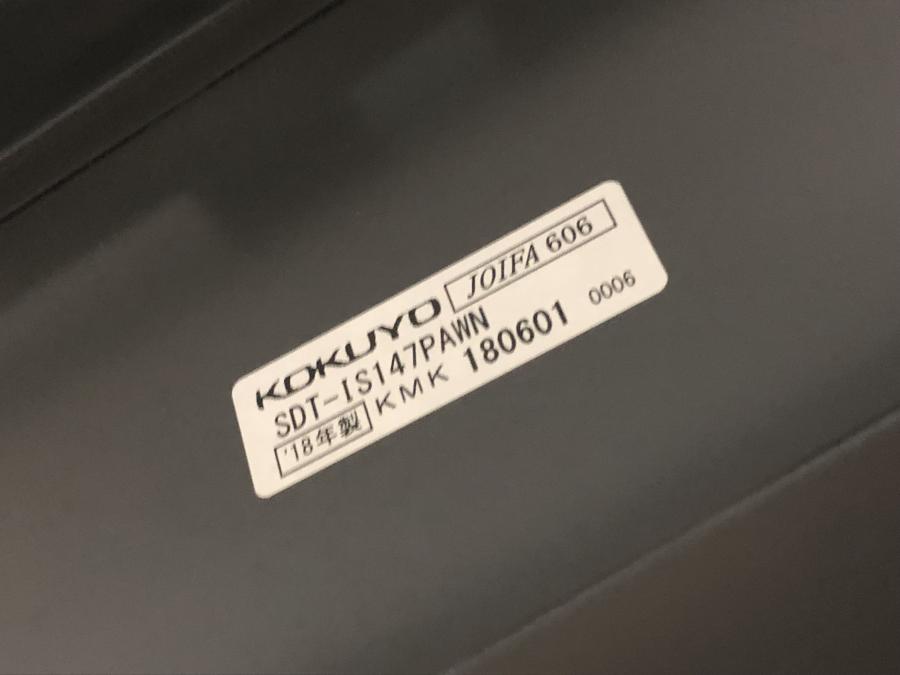 KOKUYO JOIFA 606
SDT-IS147PAWN
'18年製 KMK 180601 0006